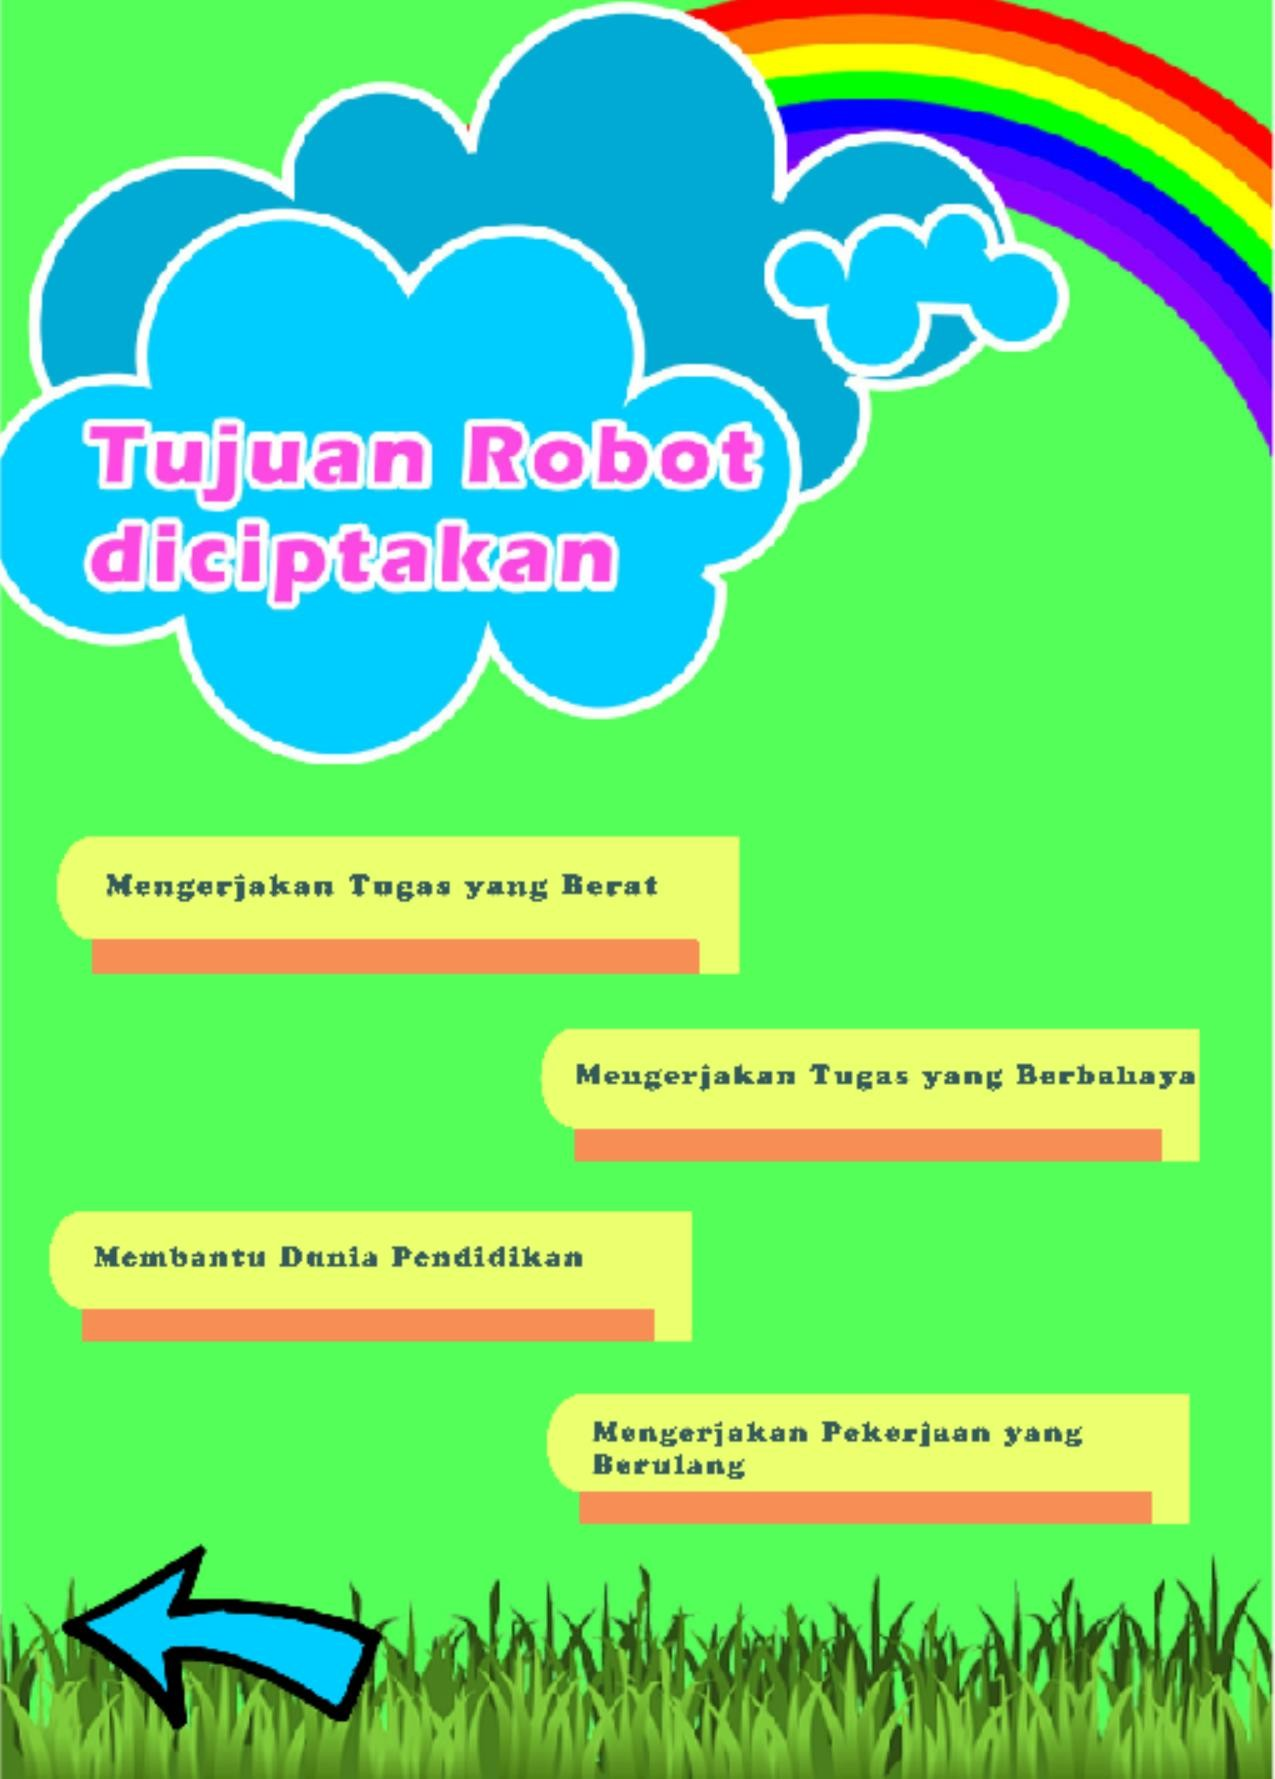 Tujuan Robot
diciptakan
Mengerjakan Tugas yang Berat
Mengerjakan Tugas yang Berbahaya
Membantu Dunia Pendidikan
Mengerjakan Pekerjaan yang
Berulang